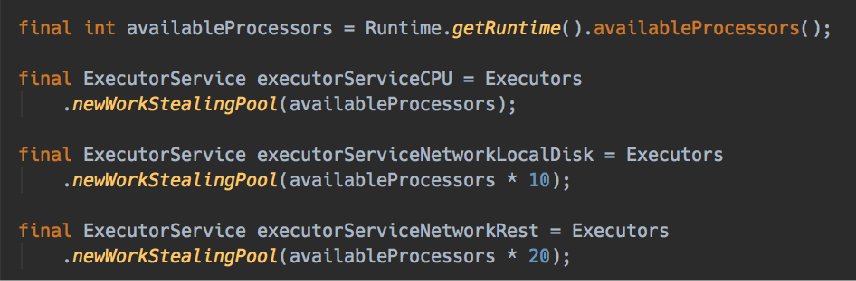 final int availableProcessors = Runtime.getRuntime().availableProcessors();
final ExecutorService executorServiceCPU = Executors
.newWorkStealingPool(availableProcessors);
final ExecutorService executorServiceNetworkLocalDisk = Executors
.newWorkStealingPool(availableProcessors * 10);
final ExecutorService executorServiceNetworkRest = Executors
.newWorkStealingPool(availableProcessors * 20);